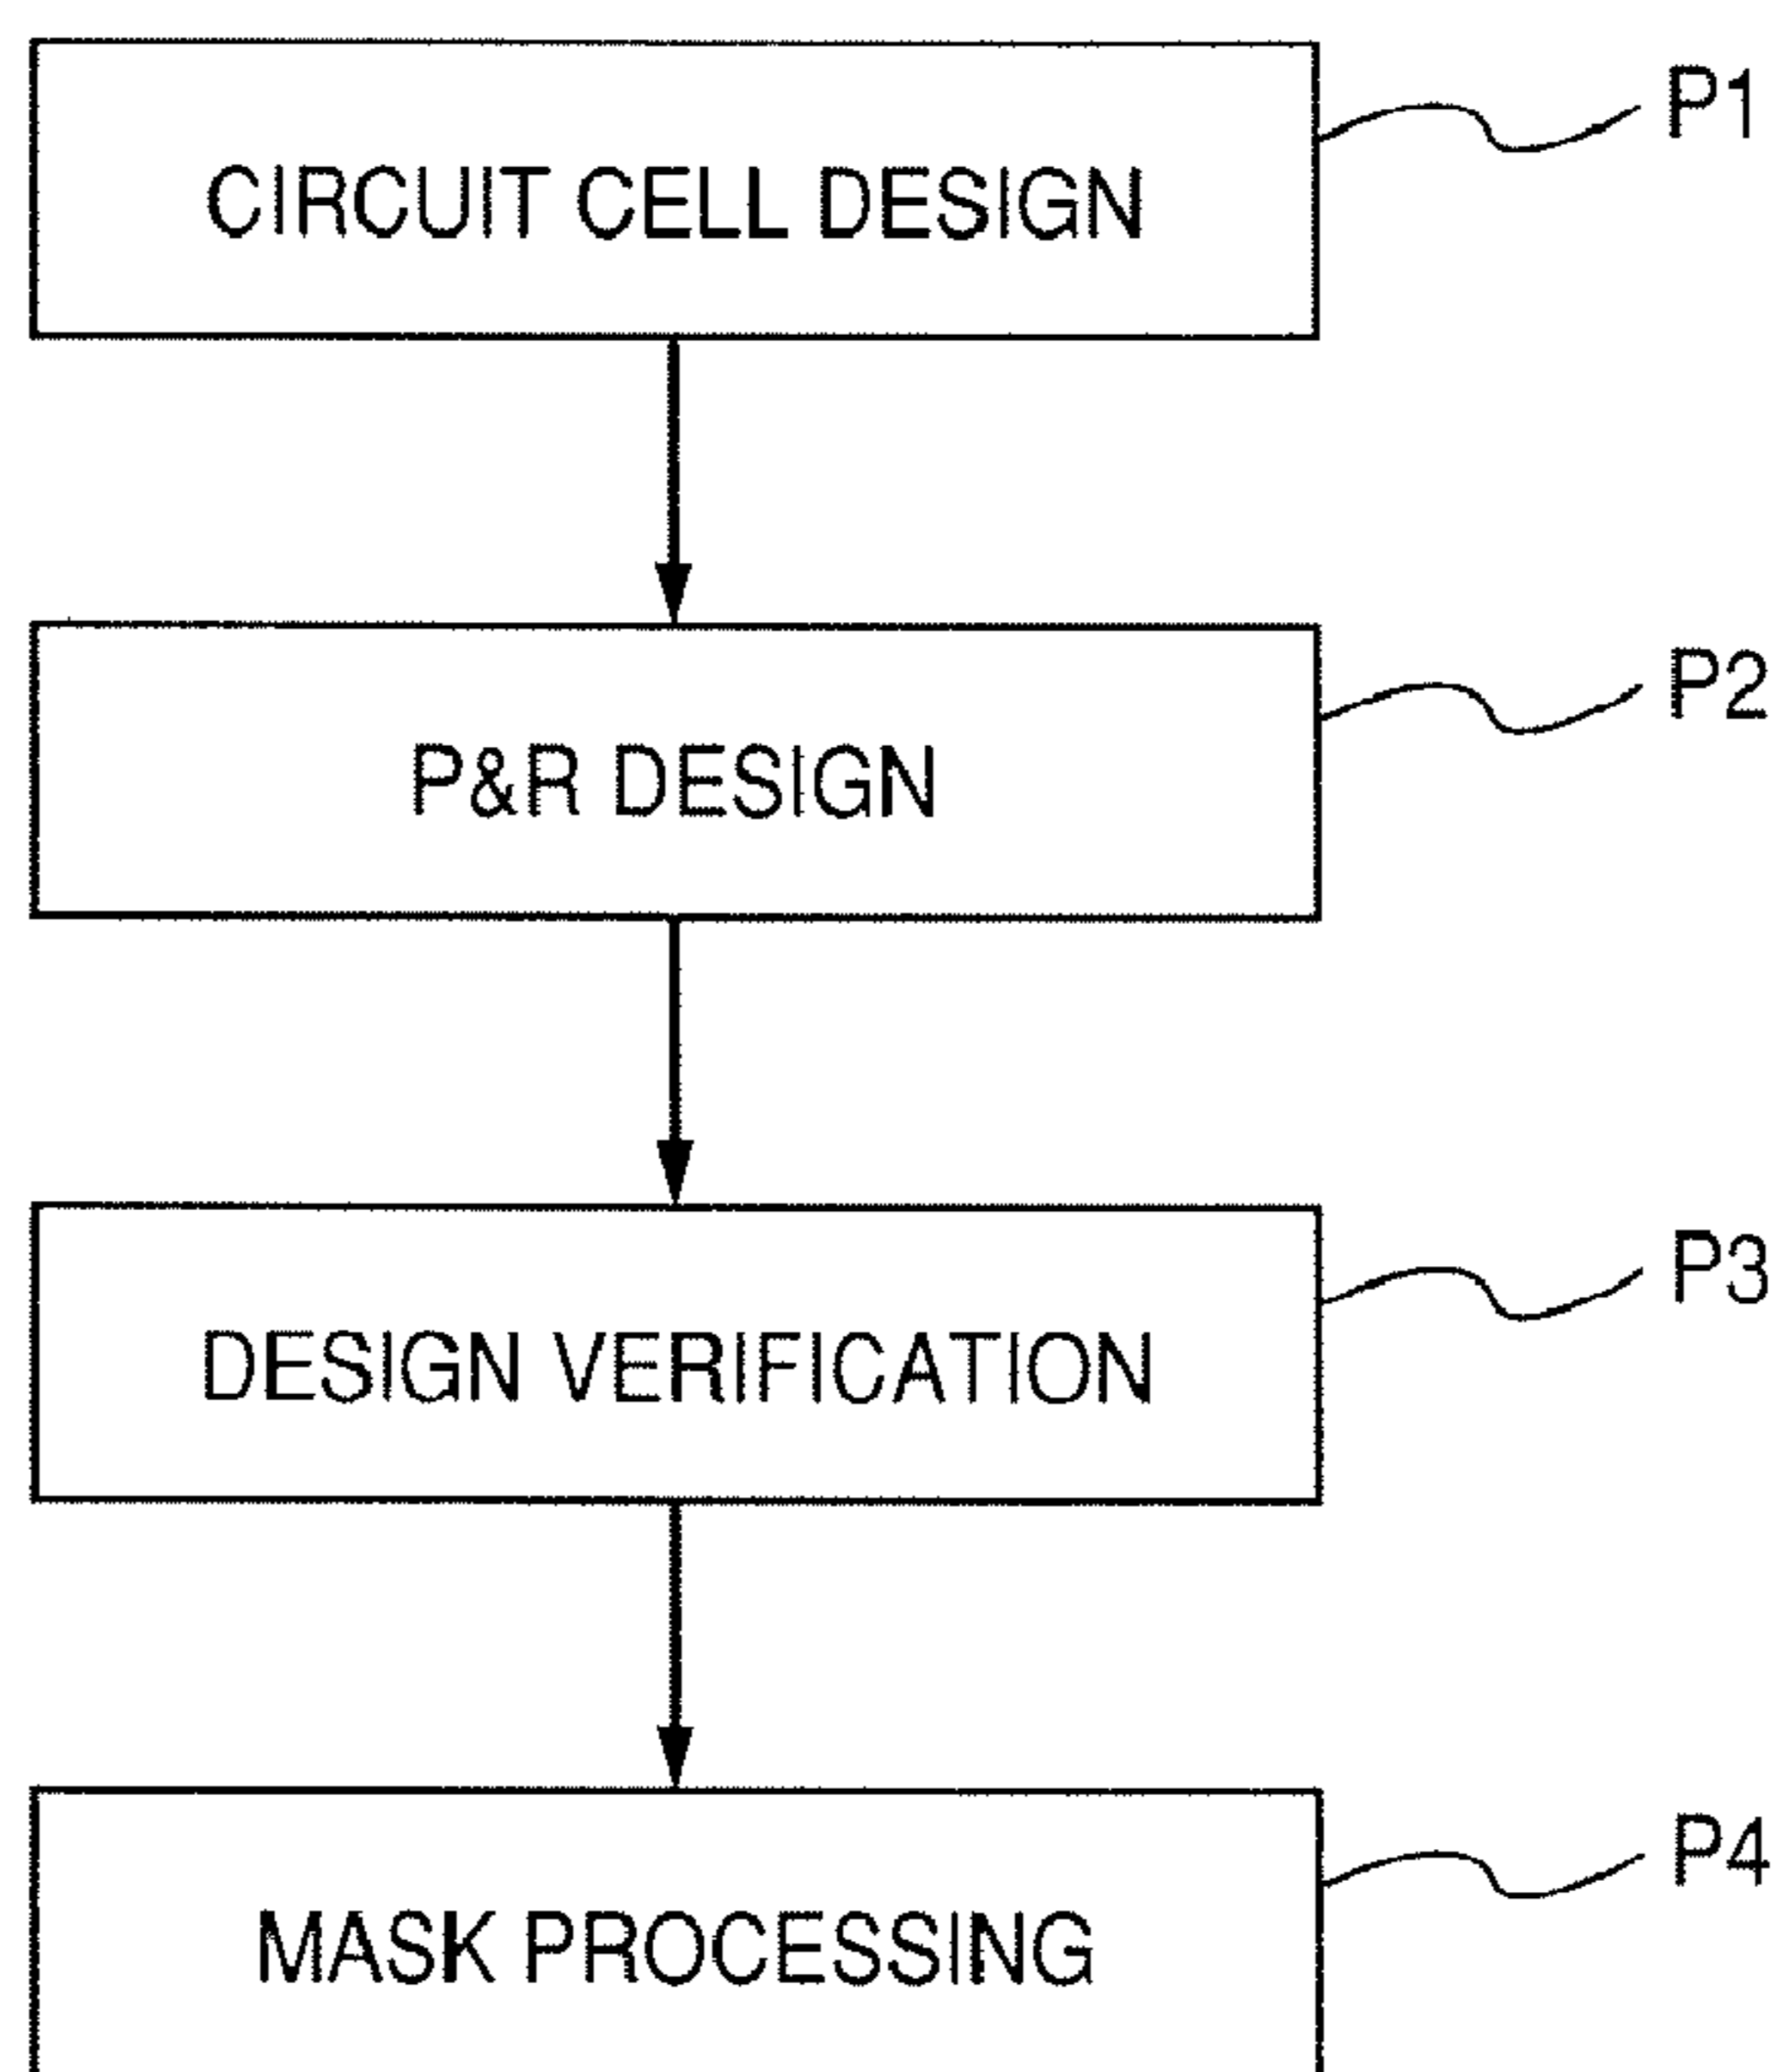 P1
CIRCUIT CELL DESIGN
P2
P&R DESIGN
P3
DESIGN VERIFICATION
P4
MASK PROCESSING